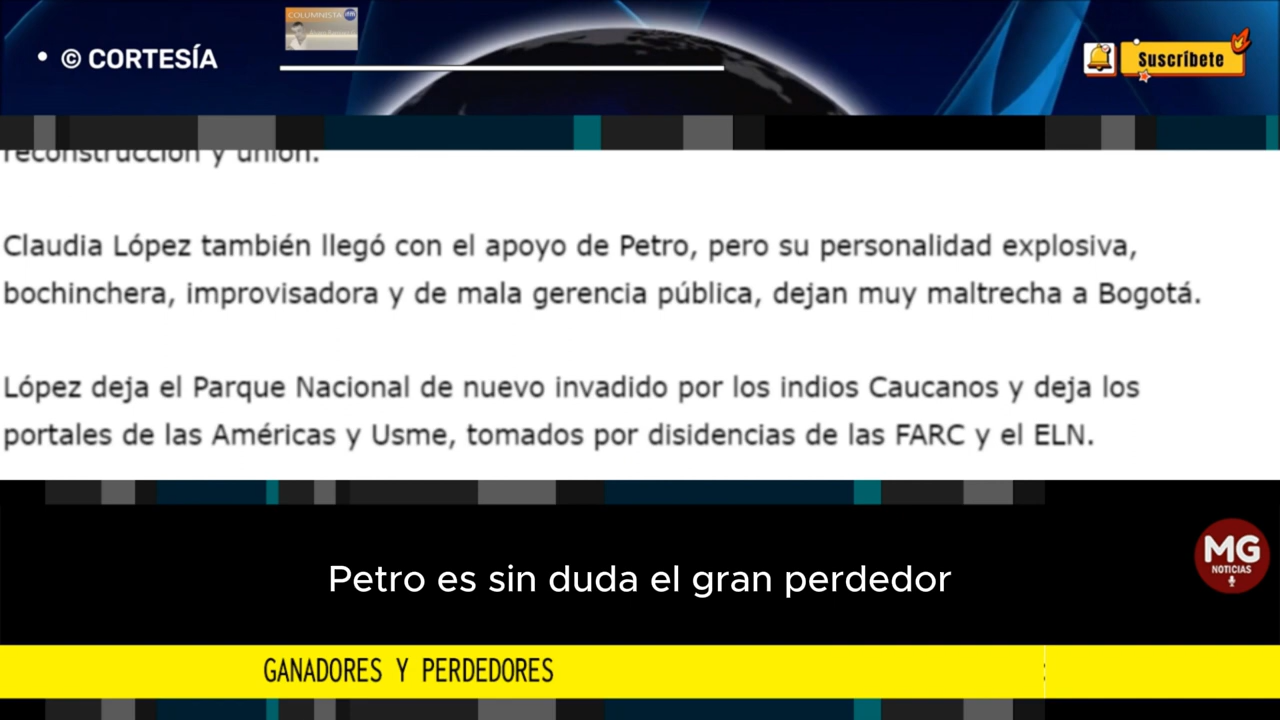 COLUMNISTA
• © CORTESÍA
Suscríbete
reconstrucción y unión.
Claudia López también llegó con el apoyo de Petro, pero su personalidad explosiva,
bochinchera, improvisadora y de mala gerencia pública, dejan muy maltrecha a Bogotá.
López deja el Parque Nacional de nuevo invadido por los indios Caucanos y deja los
portales de las Américas y Usme, tomados por disidencias de las FARC y el ELN.
MG
NOTICIAS
Petro es sin duda el gran perdedor
GANADORES Y PERDEDORES